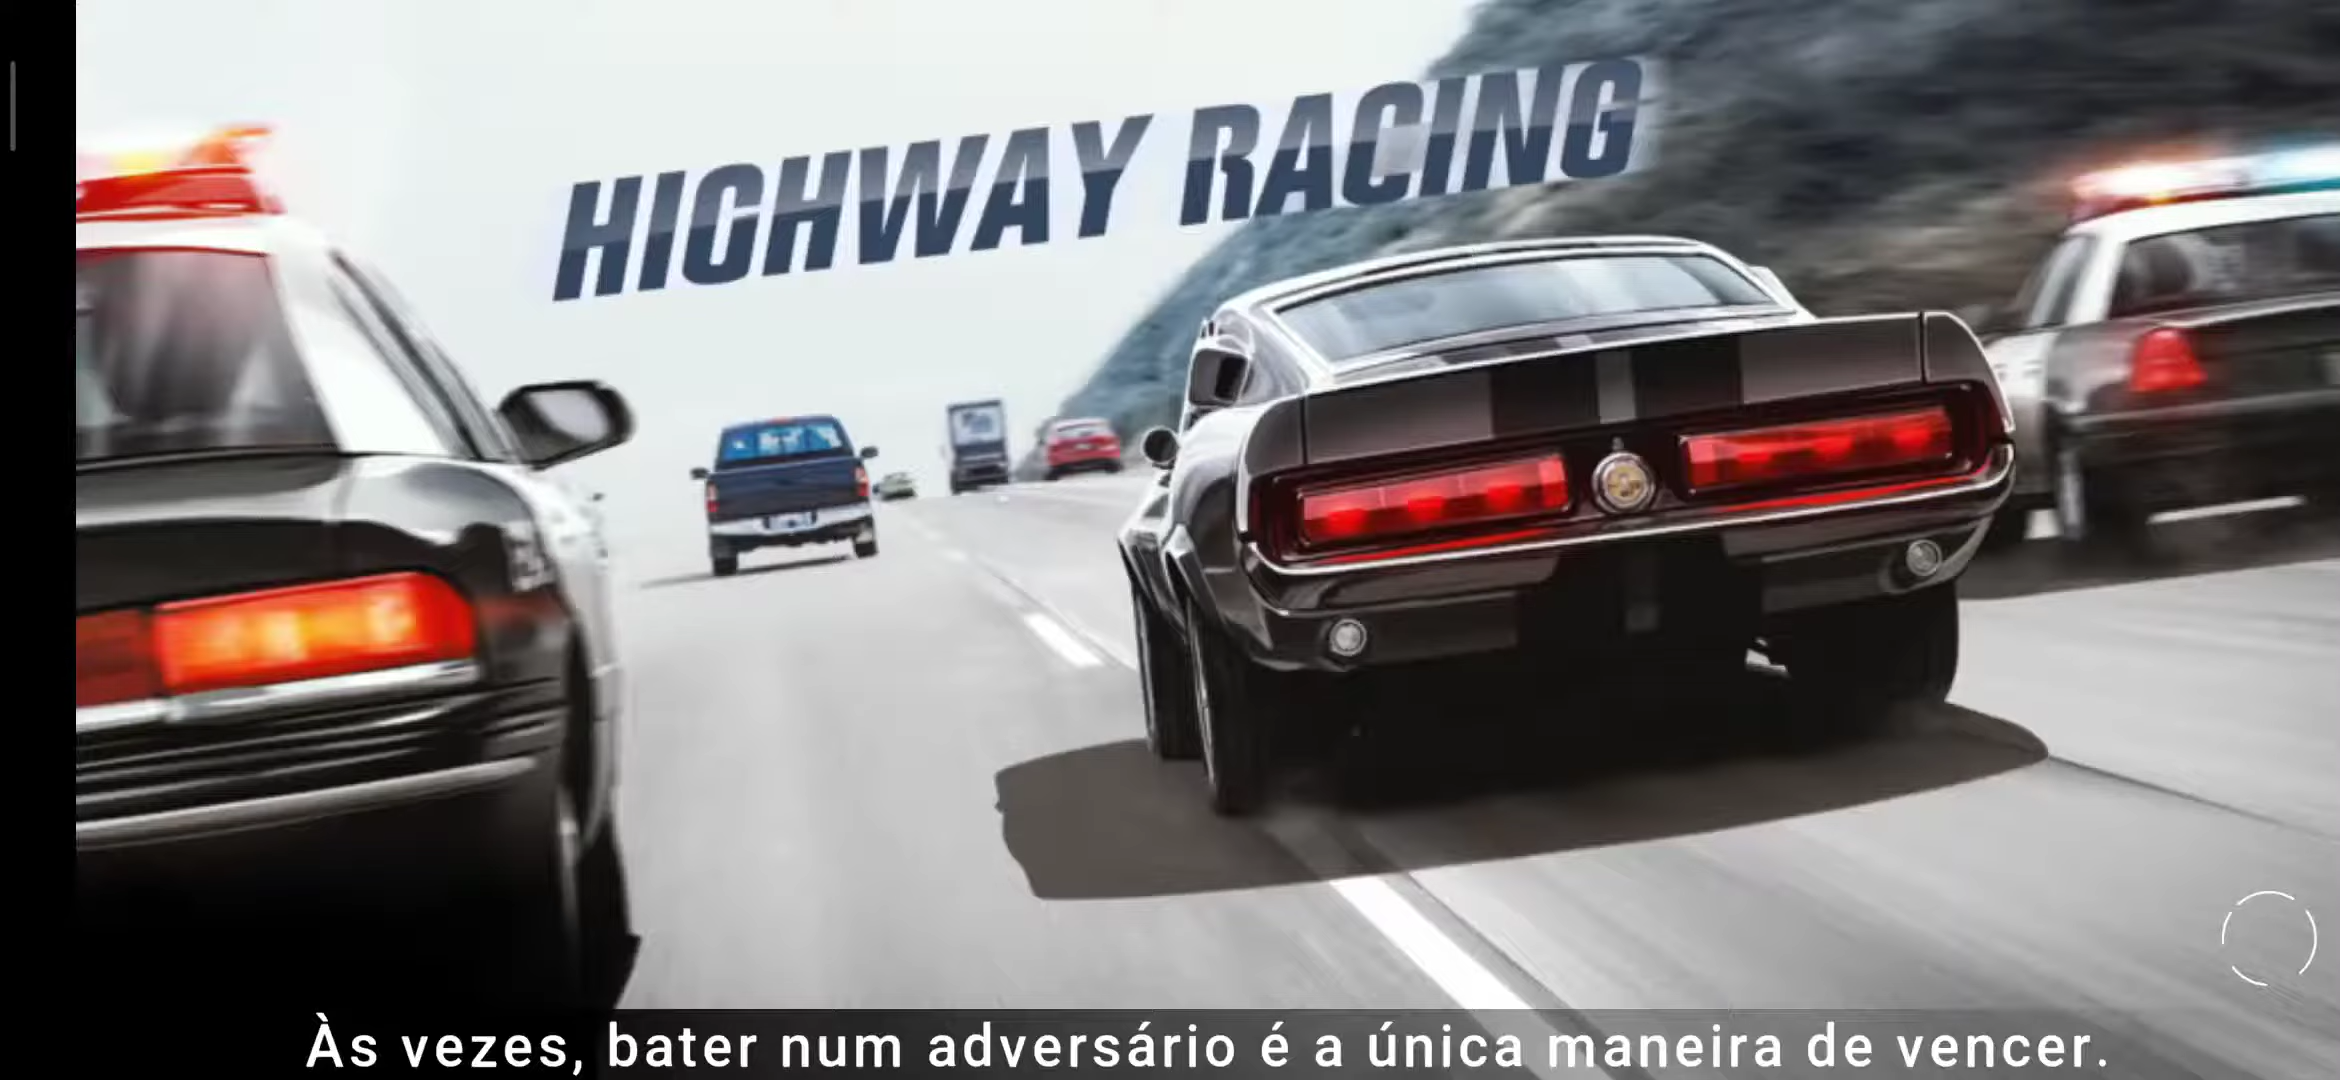 HIGHWAY RACING
Às vezes, bater num adversário é a única maneira de vencer.